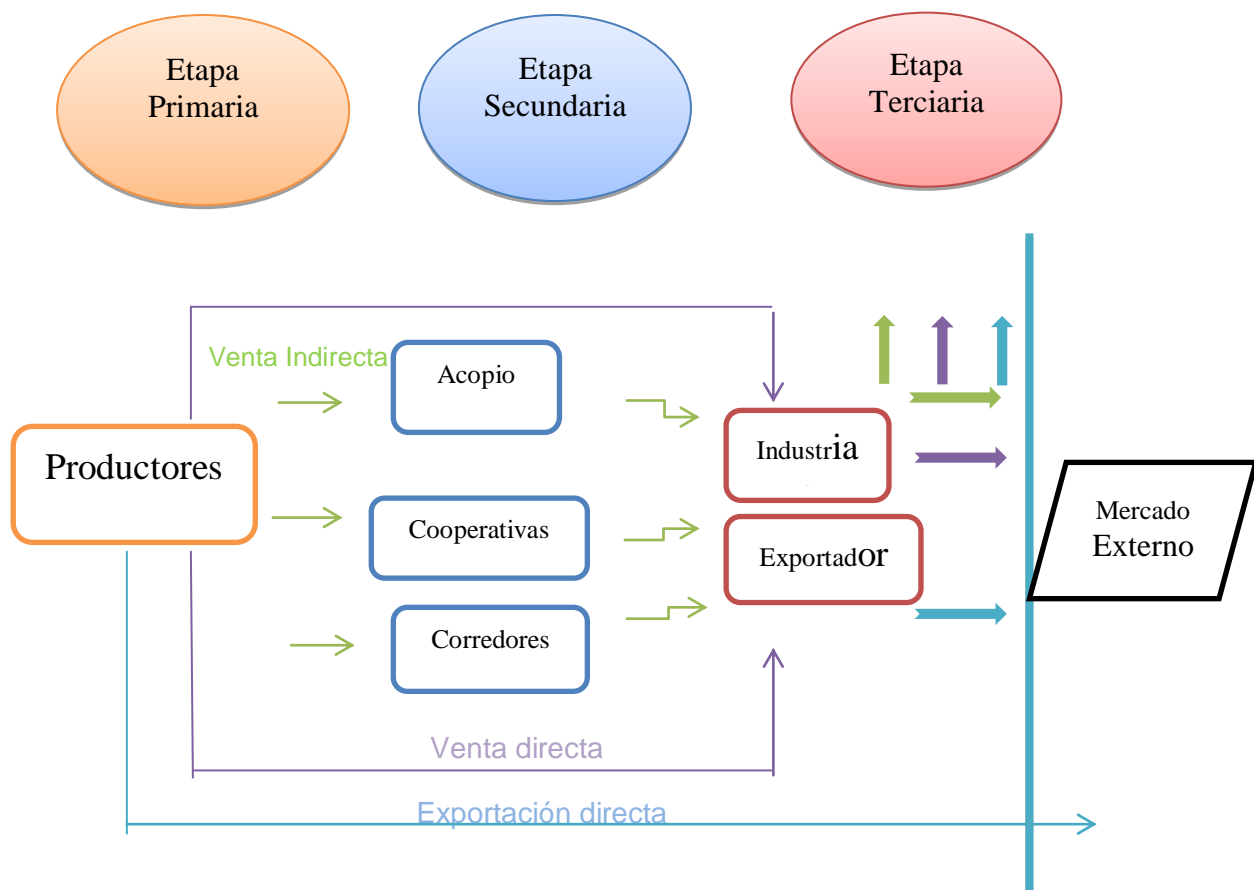 Etapa
Primaria
Etapa
Secundaria
Etapa
Terciaria
Venta Indirecta
Acopio
Productores
Industria
Cooperativas
Exportador
Mercado
Externo
Corredores
Venta directa
Exportación directa